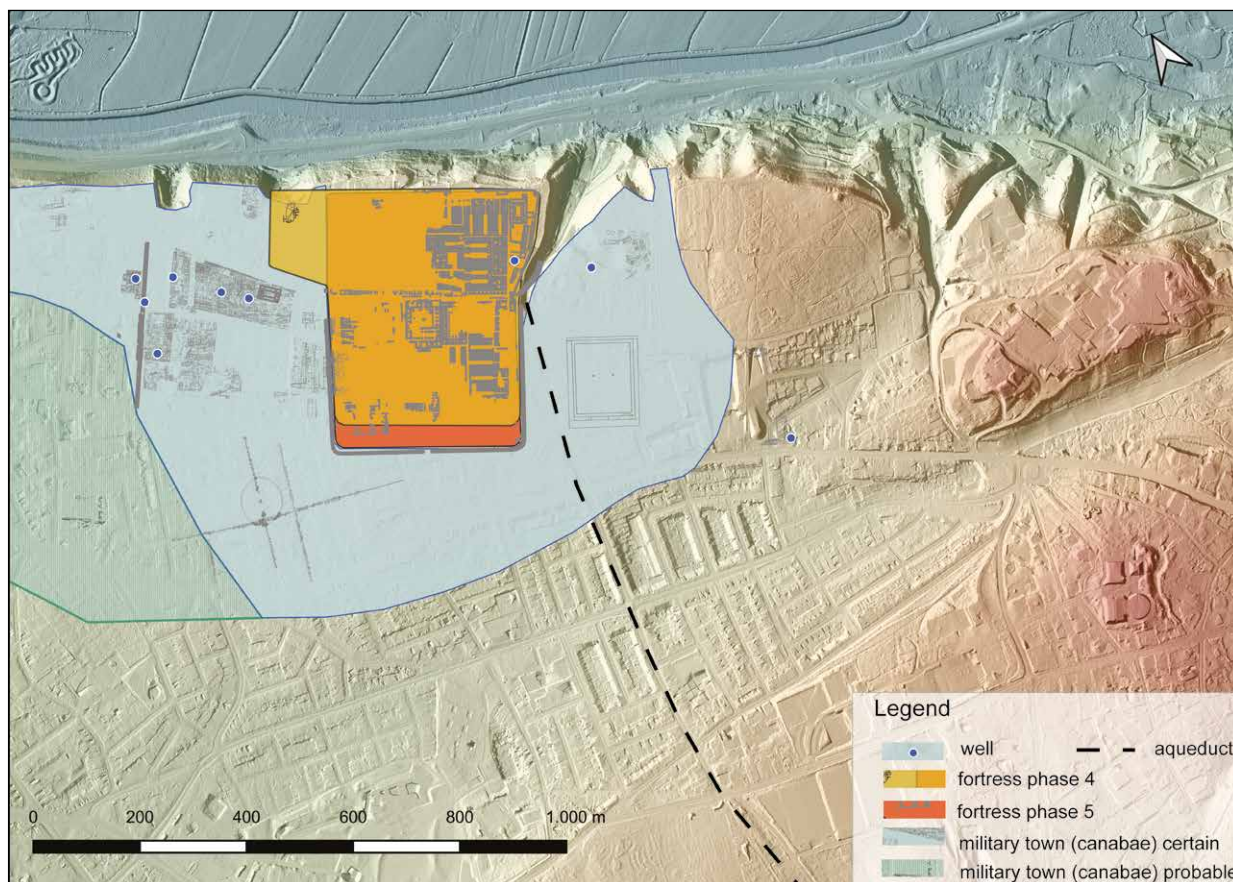 Legend
well
aqueduct
fortress phase 4
fortress phase 5
military town (canabae) certain
military town (canabae) probable
0 200 400 600 800 1.000 m